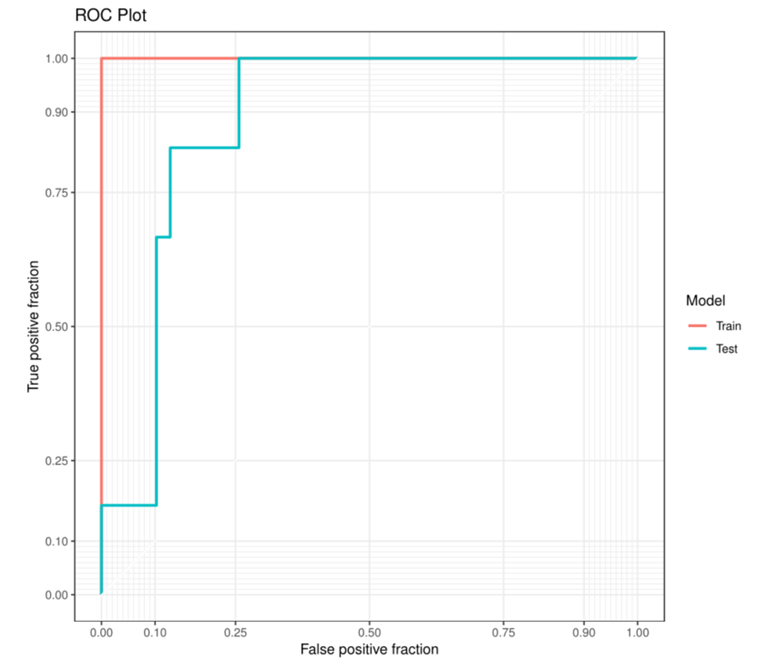 ROC Plot
1.00
0.90
0.75
0.50
0.25
0.10
0.00
True positive fraction
0.00 0.10 0.25 0.50 0.75 0.90 1.00
False positive fraction
Model
Train
Test